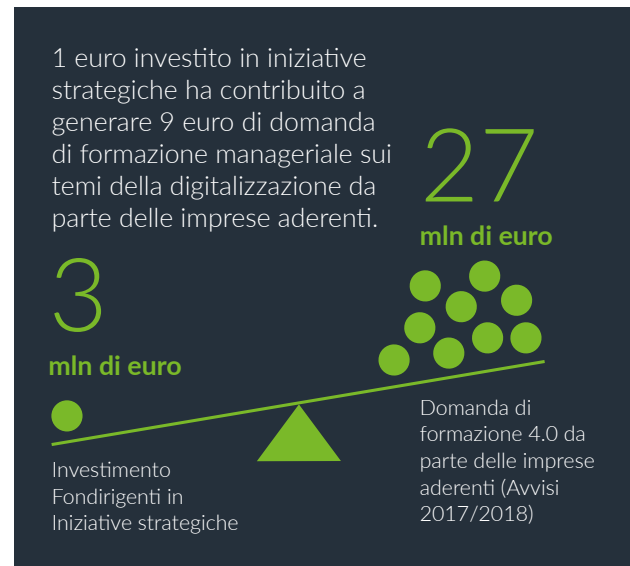 1 euro investito in iniziative
strategiche ha contribuito a
generare 9 euro di domanda
di formazione manageriale sui
temi della digitalizzazione da
parte delle imprese aderenti.
27
mln di euro
3
mln di euro
Investimento
Fondirigenti in
Iniziative strategiche
Domanda di
formazione 4.0 da
parte delle imprese
aderenti (Avvisi
2017/2018)